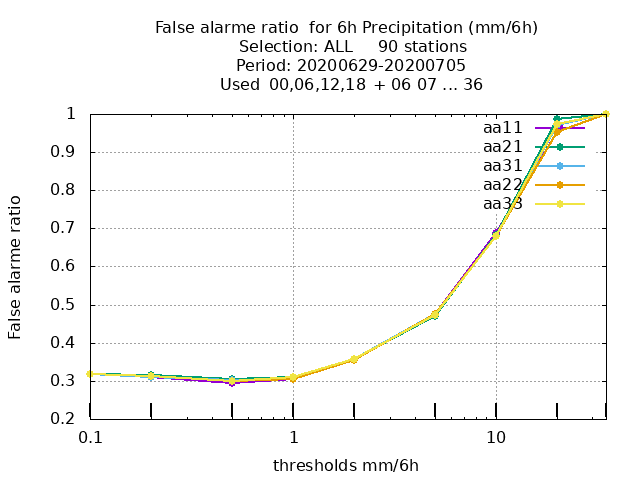 False alarme ratio  for 6h Precipitation (mm/6h)
Selection: ALL     90 stations
Period: 20200629-20200705
Used  00,06,12,18  + 06 07 ... 36
1
0.9
0.8
0.7
0.6
0.5
0.4
0.3
0.2
False alarme ratio
aa11
aa21
aa31
aa22
aa33
0.1 1 10
thresholds mm/6h